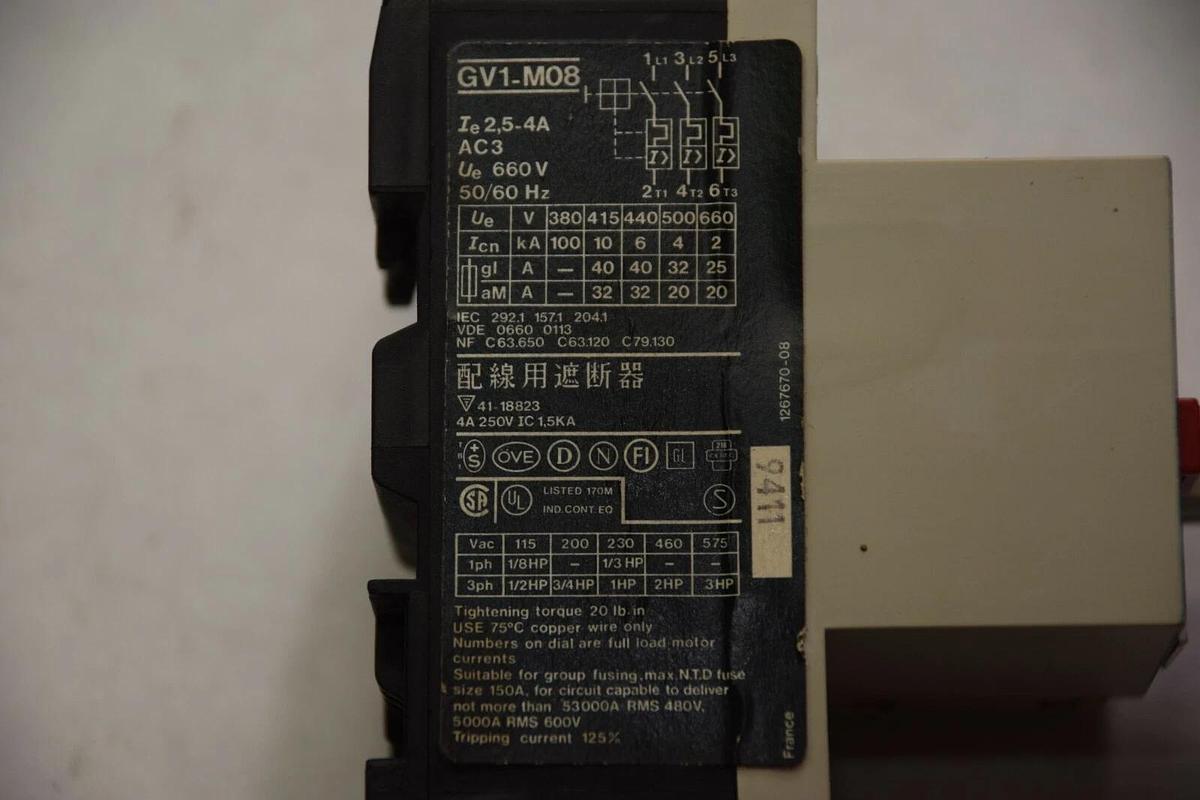 GV1-M08
1 L1 3 L2 5 L3
Ie 2,5-4A
AC3
Ue 660V
50/60 Hz
I> I> I>
2 T1 4 T2 6 T3
Ue V 380 415 440 500 660
Icn kA 100 10 6 4 2
gI A — 40 40 32 25
aM A — 32 32 20 20
IEC 292.1 157.1 204.1
VDE 0660 0113
NF C63.650 C63.120 C79.130
配線用遮断器
41-18823
4A 250V IC 1,5KA
+S ÖVE D N FI GL
SA UL LISTED 170M
IND. CONT. EQ
S
Vac 115 200 230 460 575
1ph 1/8HP — 1/3HP — —
3ph 1/2HP 3/4HP 1HP 2HP 3HP
Tightening torque 20 lb.in
USE 75°C copper wire only
Numbers on dial are full load motor
currents
Suitable for group fusing, max. N.T.D fuse
size 150A, for circuit capable to deliver
not more than 53000A RMS 480V,
5000A RMS 600V
Tripping current 125%
1267670-08
9411
France